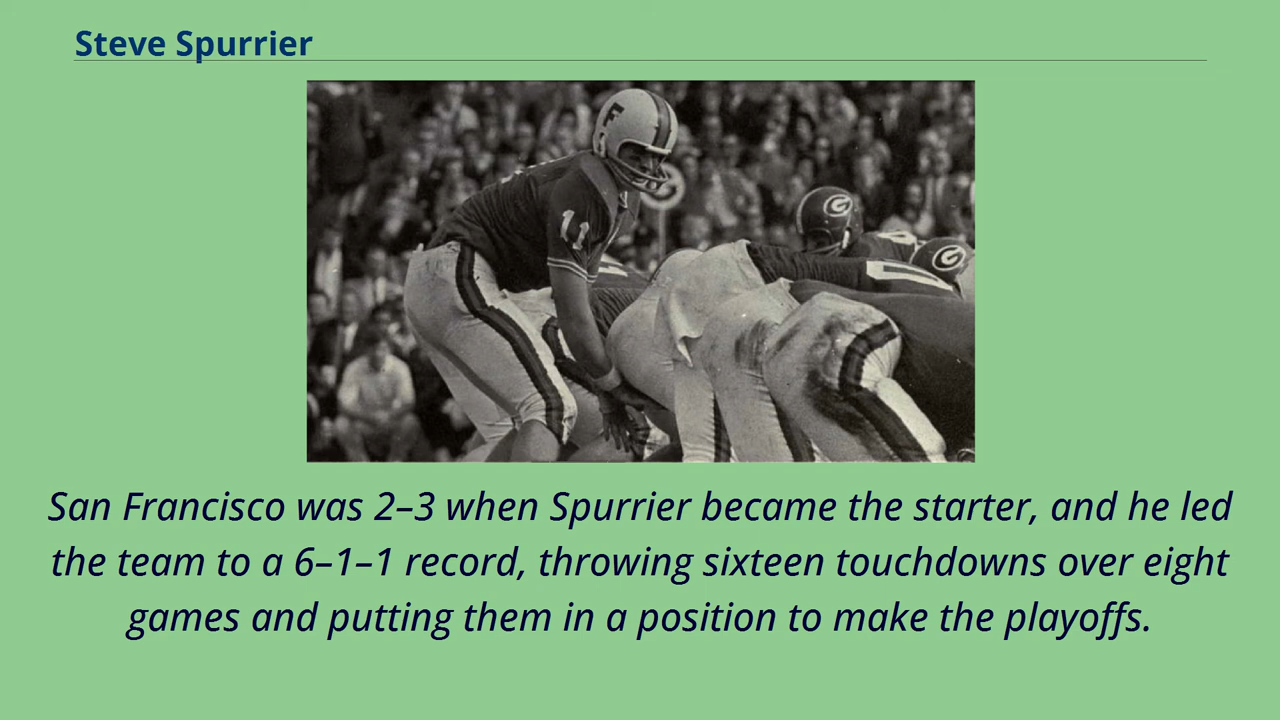 Steve Spurrier
F
11
G
G
San Francisco was 2–3 when Spurrier became the starter, and he led
the team to a 6–1–1 record, throwing sixteen touchdowns over eight
games and putting them in a position to make the playoffs.